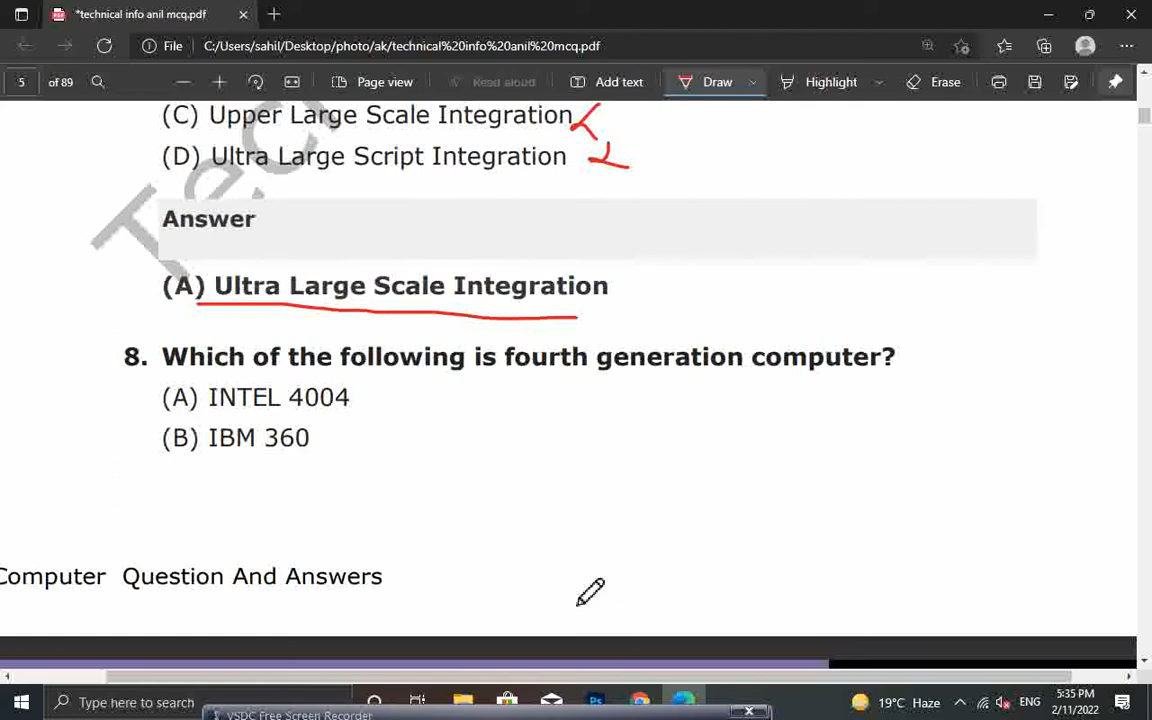 *technical info anil mcq.pdf
File C:/Users/sahil/Desktop/photo/ak/technical%20info%20anil%20mcq.pdf
5 of 89 Page view Read aloud Add text Draw Highlight Erase
(C) Upper Large Scale Integration
(D) Ultra Large Script Integration
Tec
Answer
(A) Ultra Large Scale Integration
8. Which of the following is fourth generation computer?
(A) INTEL 4004
(B) IBM 360
Computer Question And Answers
Type here to search
19°C Haze ENG
5:35 PM
2/11/2022
VSDC Free Screen Recorder